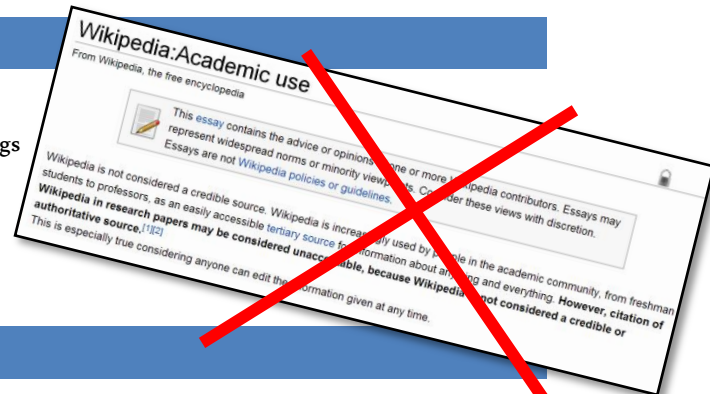 Wikipedia:Academic use
From Wikipedia, the free encyclopedia
gs
This essay contains the advice or opinions one or more Wikipedia contributors. Essays may
represent widespread norms or minority viewpoints. Consider these views with discretion.
Essays are not Wikipedia policies or guidelines.
Wikipedia is not considered a credible source. Wikipedia is increasingly used by people in the academic community, from freshman
students to professors, as an easily accessible tertiary source for information about anything and everything. However, citation of
Wikipedia in research papers may be considered unacceptable, because Wikipedia not considered a credible or
authoritative source.[1][2]
This is especially true considering anyone can edit the information given at any time.